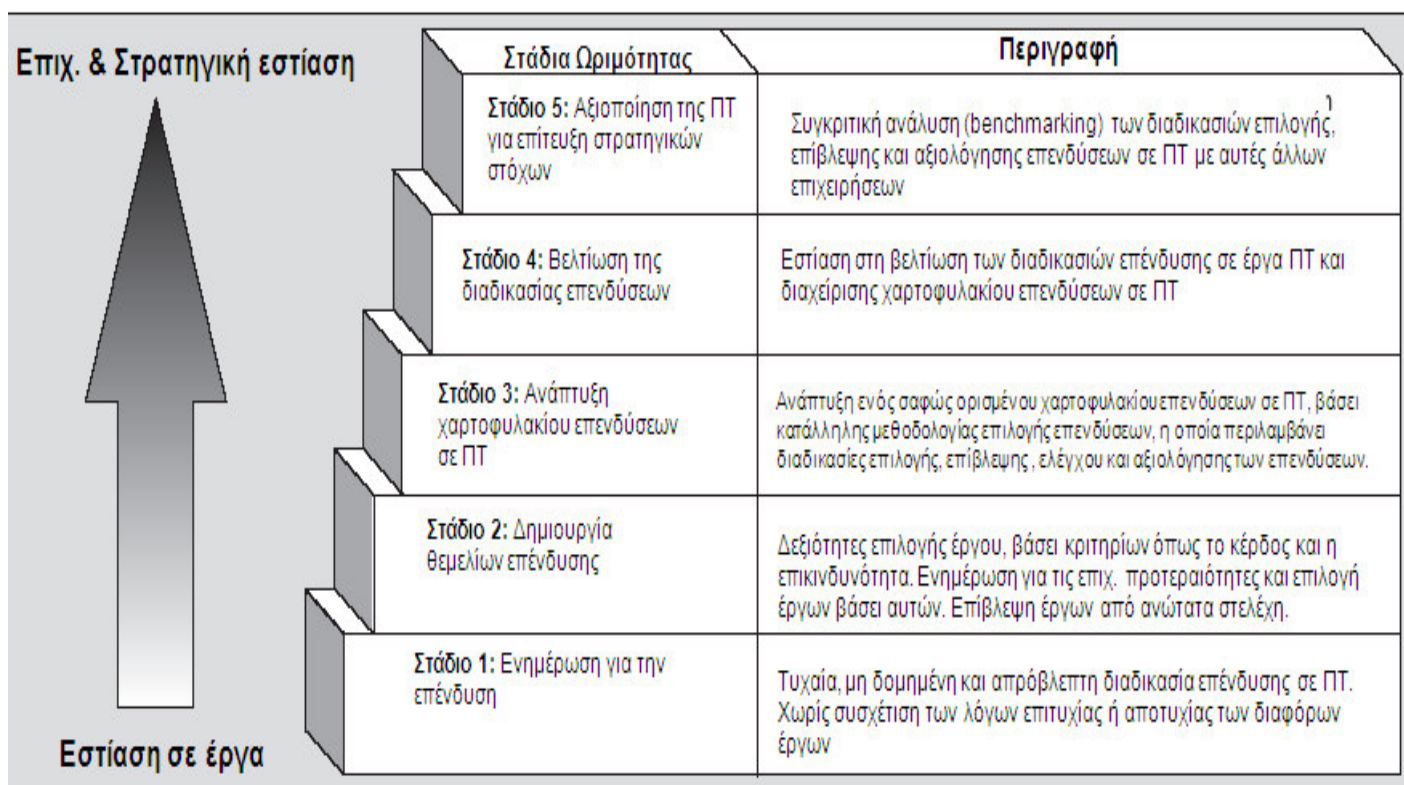 Επιχ. & Στρατηγική εστίαση
Στάδια Ωριμότητας
Περιγραφή
Στάδιο 5: Αξιοποίηση της ΠΤ
για επίτευξη στρατηγικών
στόχων
Συγκριτική ανάλυση (benchmarking) των διαδικασιών επιλογής,
επίβλεψης και αξιολόγησης επενδύσεων σε ΠΤ με αυτές άλλων
επιχειρήσεων
Στάδιο 4: Βελτίωση της
διαδικασίας επενδύσεων
Εστίαση στη βελτίωση των διαδικασιών επένδυσης σε έργα ΠΤ και
διαχείρισης χαρτοφυλακίου επενδύσεων σε ΠΤ
Στάδιο 3: Ανάπτυξη
χαρτοφυλακίου επενδύσεων
σε ΠΤ
Ανάπτυξη ενός σαφώς ορισμένου χαρτοφυλακίου επενδύσεων σε ΠΤ, βάσει
κατάλληλης μεθοδολογίας επιλογής επενδύσεων, η οποία περιλαμβάνει
διαδικασίες επιλογής, επίβλεψης , ελέγχου και αξιολόγησης των επενδύσεων.
Στάδιο 2: Δημιουργία
θεμελίων επένδυσης
Δεξιότητες επιλογής έργου, βάσει κριτηρίων όπως το κέρδος και η
επικινδυνότητα. Ενημέρωση για τις επιχ. προτεραιότητες και επιλογή
έργων βάσει αυτών. Επίβλεψη έργων από ανώτατα στελέχη.
Στάδιο 1: Ενημέρωση για την
επένδυση
Τυχαία, μη δομημένη και απρόβλεπτη διαδικασία επένδυσης σε ΠΤ.
Χωρίς συσχέτιση των λόγων επιτυχίας ή αποτυχίας των διαφόρων
έργων
Εστίαση σε έργα